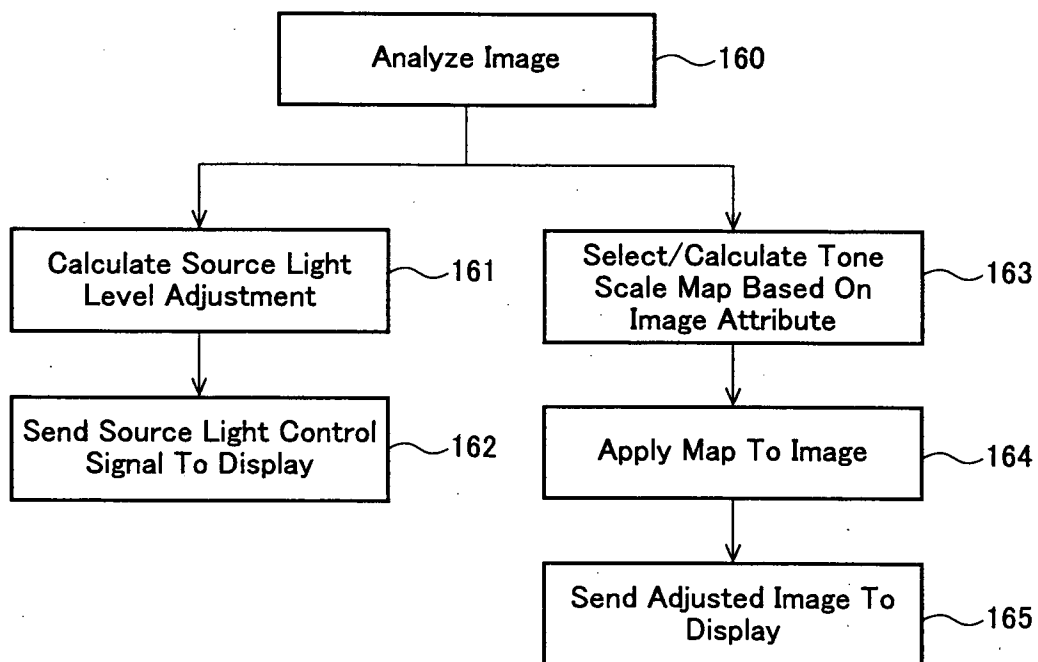 Analyze Image
160
Calculate Source Light
Level Adjustment
161
Select/Calculate Tone
Scale Map Based On
Image Attribute
163
Send Source Light Control
Signal To Display
162
Apply Map To Image
164
Send Adjusted Image To
Display
165